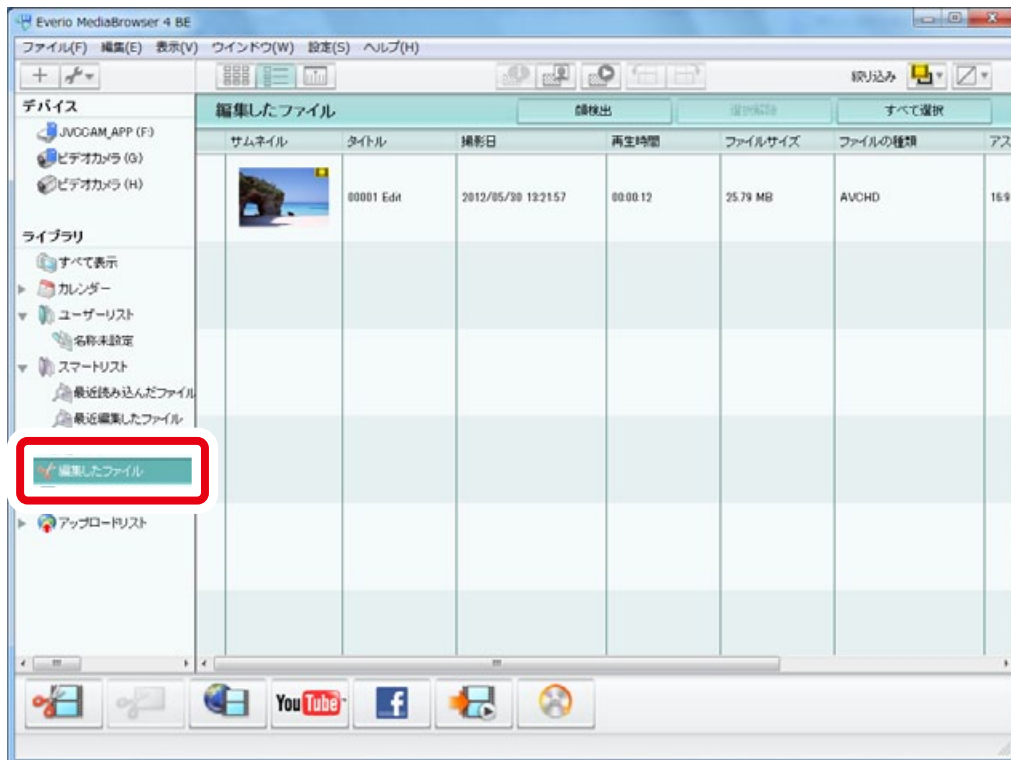 Everio MediaBrowser 4 BE
ファイル(F) 編集(E) 表示(V) ウインドウ(W) 設定(S) ヘルプ(H)
絞り込み
デバイス
JVCCAM_APP (F:)
ビデオカメラ (G)
ビデオカメラ (H)
ライブラリ
すべて表示
カレンダー
ユーザーリスト
名称未設定
スマートリスト
最近読み込んだファイル
最近編集したファイル
編集したファイル
アップロードリスト
編集したファイル 顔検出 選択解除 すべて選択
サムネイル タイトル 撮影日 再生時間 ファイルサイズ ファイルの種類 アス
00001 Edit 2012/05/30 13:21:57 00:00:12 25.79 MB AVCHD 16:9
YouTube
f